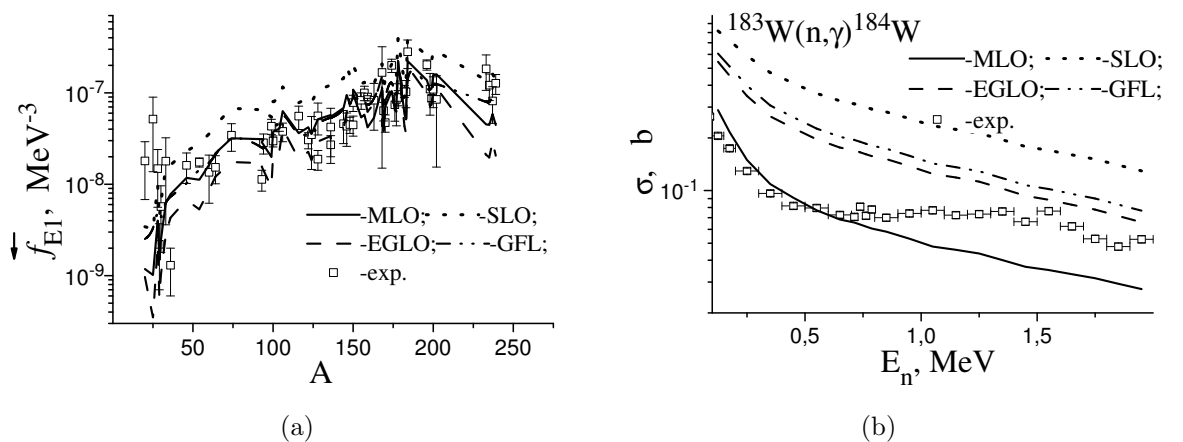 f_E1, MeV^-3
10^-7
10^-8
10^-9
-MLO; -SLO;
-EGLO; -GFL;
-exp.
50 100 150 200 250
A
(a)
^183W(n,γ)^184W
-MLO; -SLO;
-EGLO; -GFL;
-exp.
σ, b
10^-1
0,5 1,0 1,5
E_n, MeV
(b)